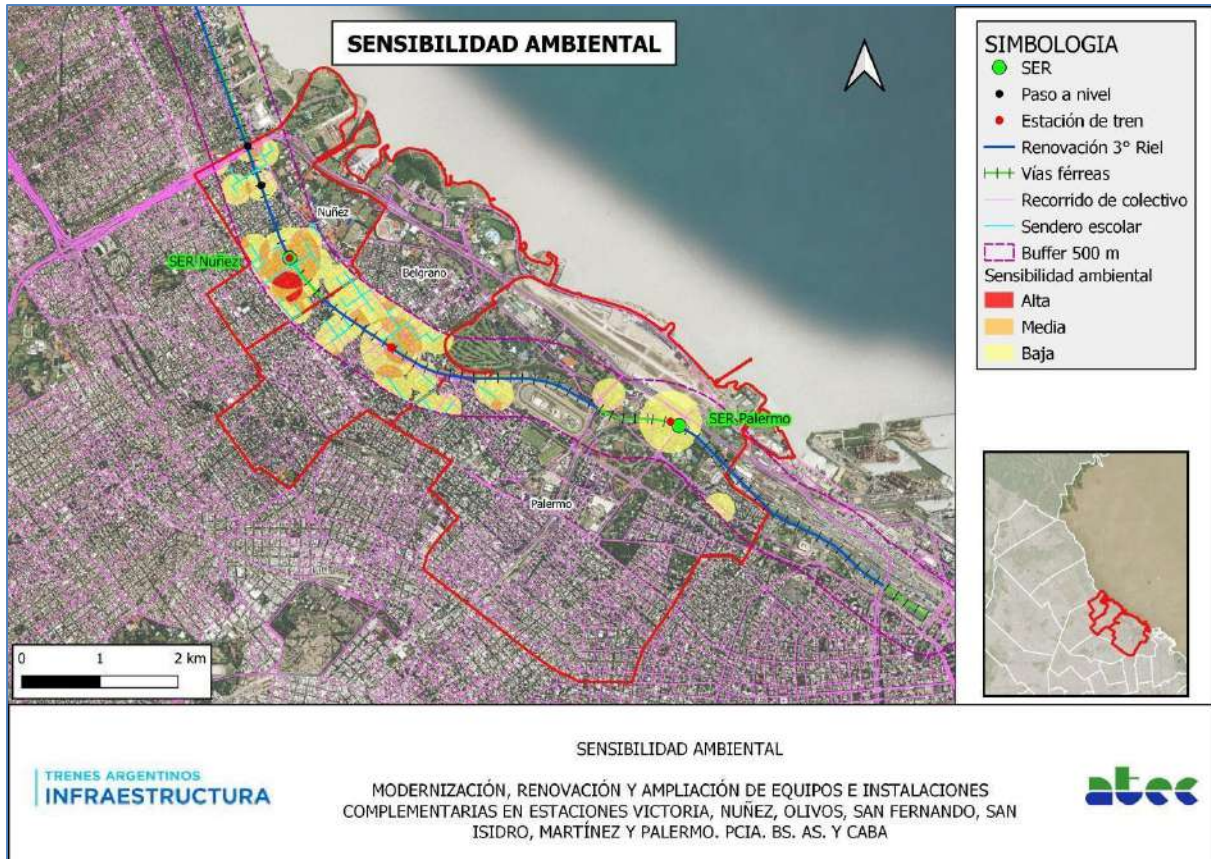 SENSIBILIDAD AMBIENTAL
SIMBOLOGIA
SER
Paso a nivel
Estación de tren
Renovación 3° Riel
Vías férreas
Recorrido de colectivo
Sendero escolar
Buffer 500 m
Sensibilidad ambiental
Alta
Media
Baja
Nuñez
SER Nuñez
Belgrano
SER Palermo
Palermo
0 1 2 km
TRENES ARGENTINOS
INFRAESTRUCTURA
SENSIBILIDAD AMBIENTAL
MODERNIZACIÓN, RENOVACIÓN Y AMPLIACIÓN DE EQUIPOS E INSTALACIONES
COMPLEMENTARIAS EN ESTACIONES VICTORIA, NUÑEZ, OLIVOS, SAN FERNANDO, SAN
ISIDRO, MARTÍNEZ Y PALERMO. PCIA. BS. AS. Y CABA
atec